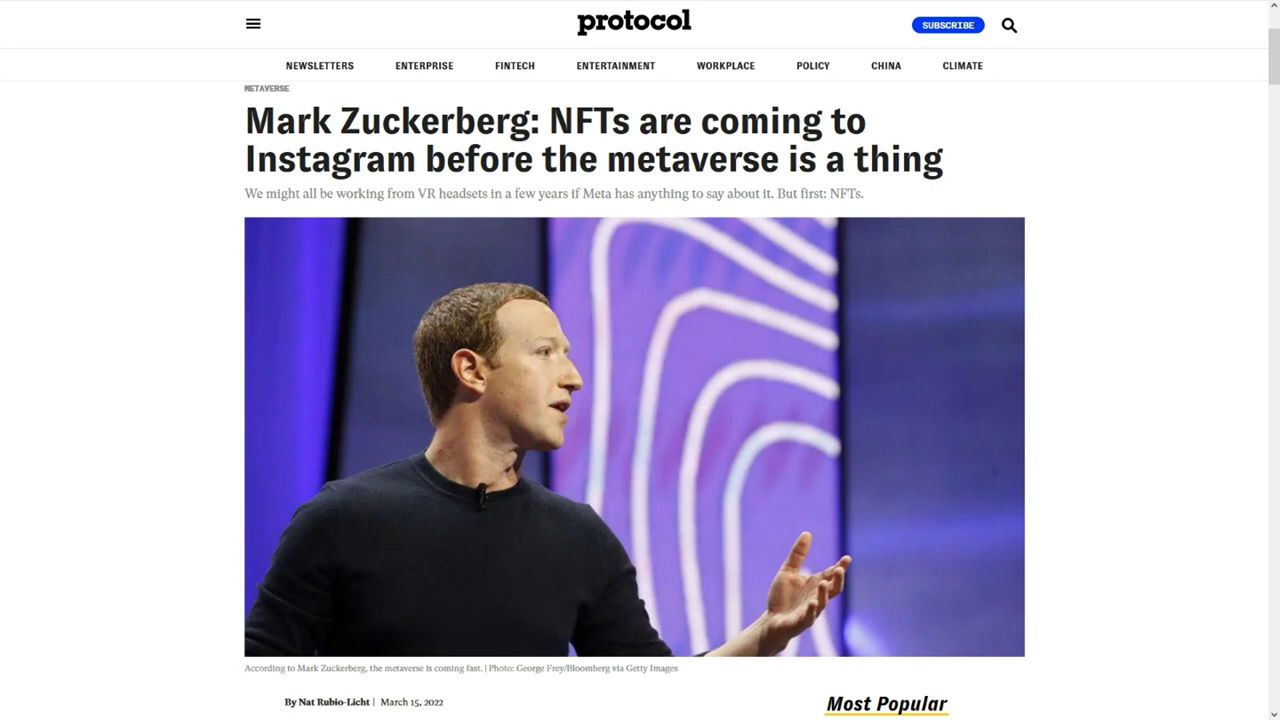 protocol
SUBSCRIBE
NEWSLETTERS ENTERPRISE FINTECH ENTERTAINMENT WORKPLACE POLICY CHINA CLIMATE
METAVERSE
Mark Zuckerberg: NFTs are coming to
Instagram before the metaverse is a thing
We might all be working from VR headsets in a few years if Meta has anything to say about it. But first: NFTs.
According to Mark Zuckerberg, the metaverse is coming fast. | Photo: George Frey/Bloomberg via Getty Images
By Nat Rubio-Licht | March 15, 2022
Most Popular